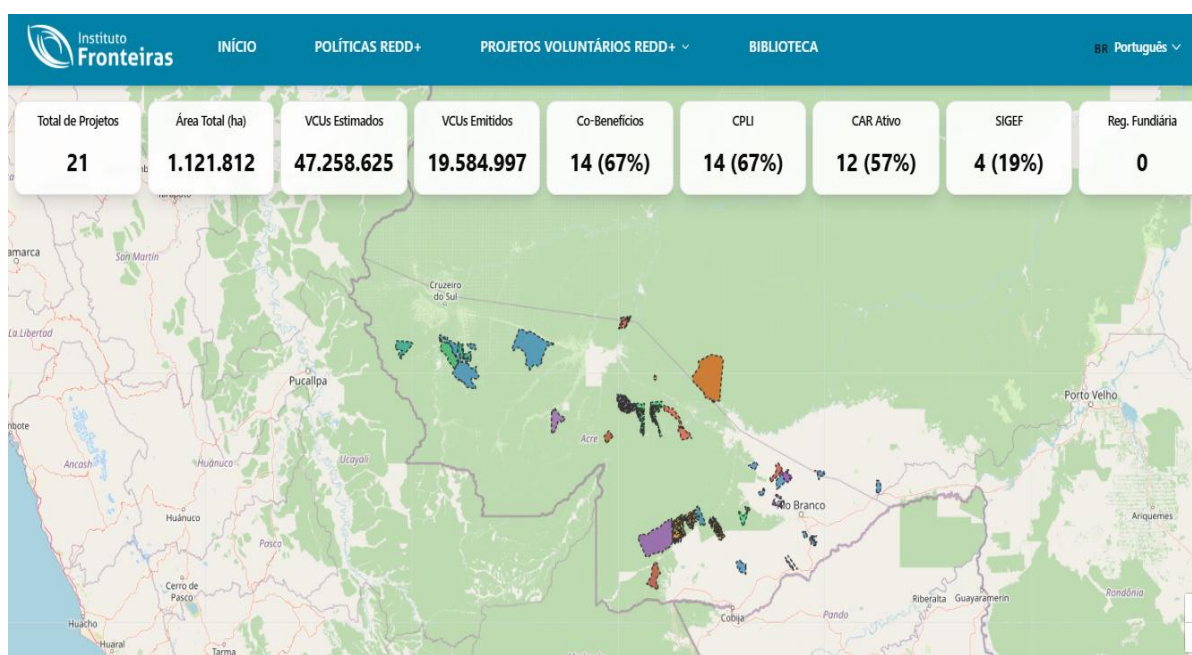 Instituto
Fronteiras
INÍCIO
POLÍTICAS REDD+
PROJETOS VOLUNTÁRIOS REDD+
BIBLIOTECA
BR Português
Total de Projetos
21
Área Total (ha)
1.121.812
VCUs Estimados
47.258.625
VCUs Emitidos
19.584.997
Co-Benefícios
14 (67%)
CPLI
14 (67%)
CAR Ativo
12 (57%)
SIGEF
4 (19%)
Reg. Fundiária
0
amarca
San Martín
Cruzeiro
do Sul
La Libertad
Pucallpa
Porto Velho
Acre
Ancash
Huánuco
Ucayali
Rio Branco
Huánuco
Ariquemes
Pasco
Cerro de
Pasco
Riberalta
Guayaramerín
Rondônia
Huacho
Cobija
Pando
Huaral
Tarma